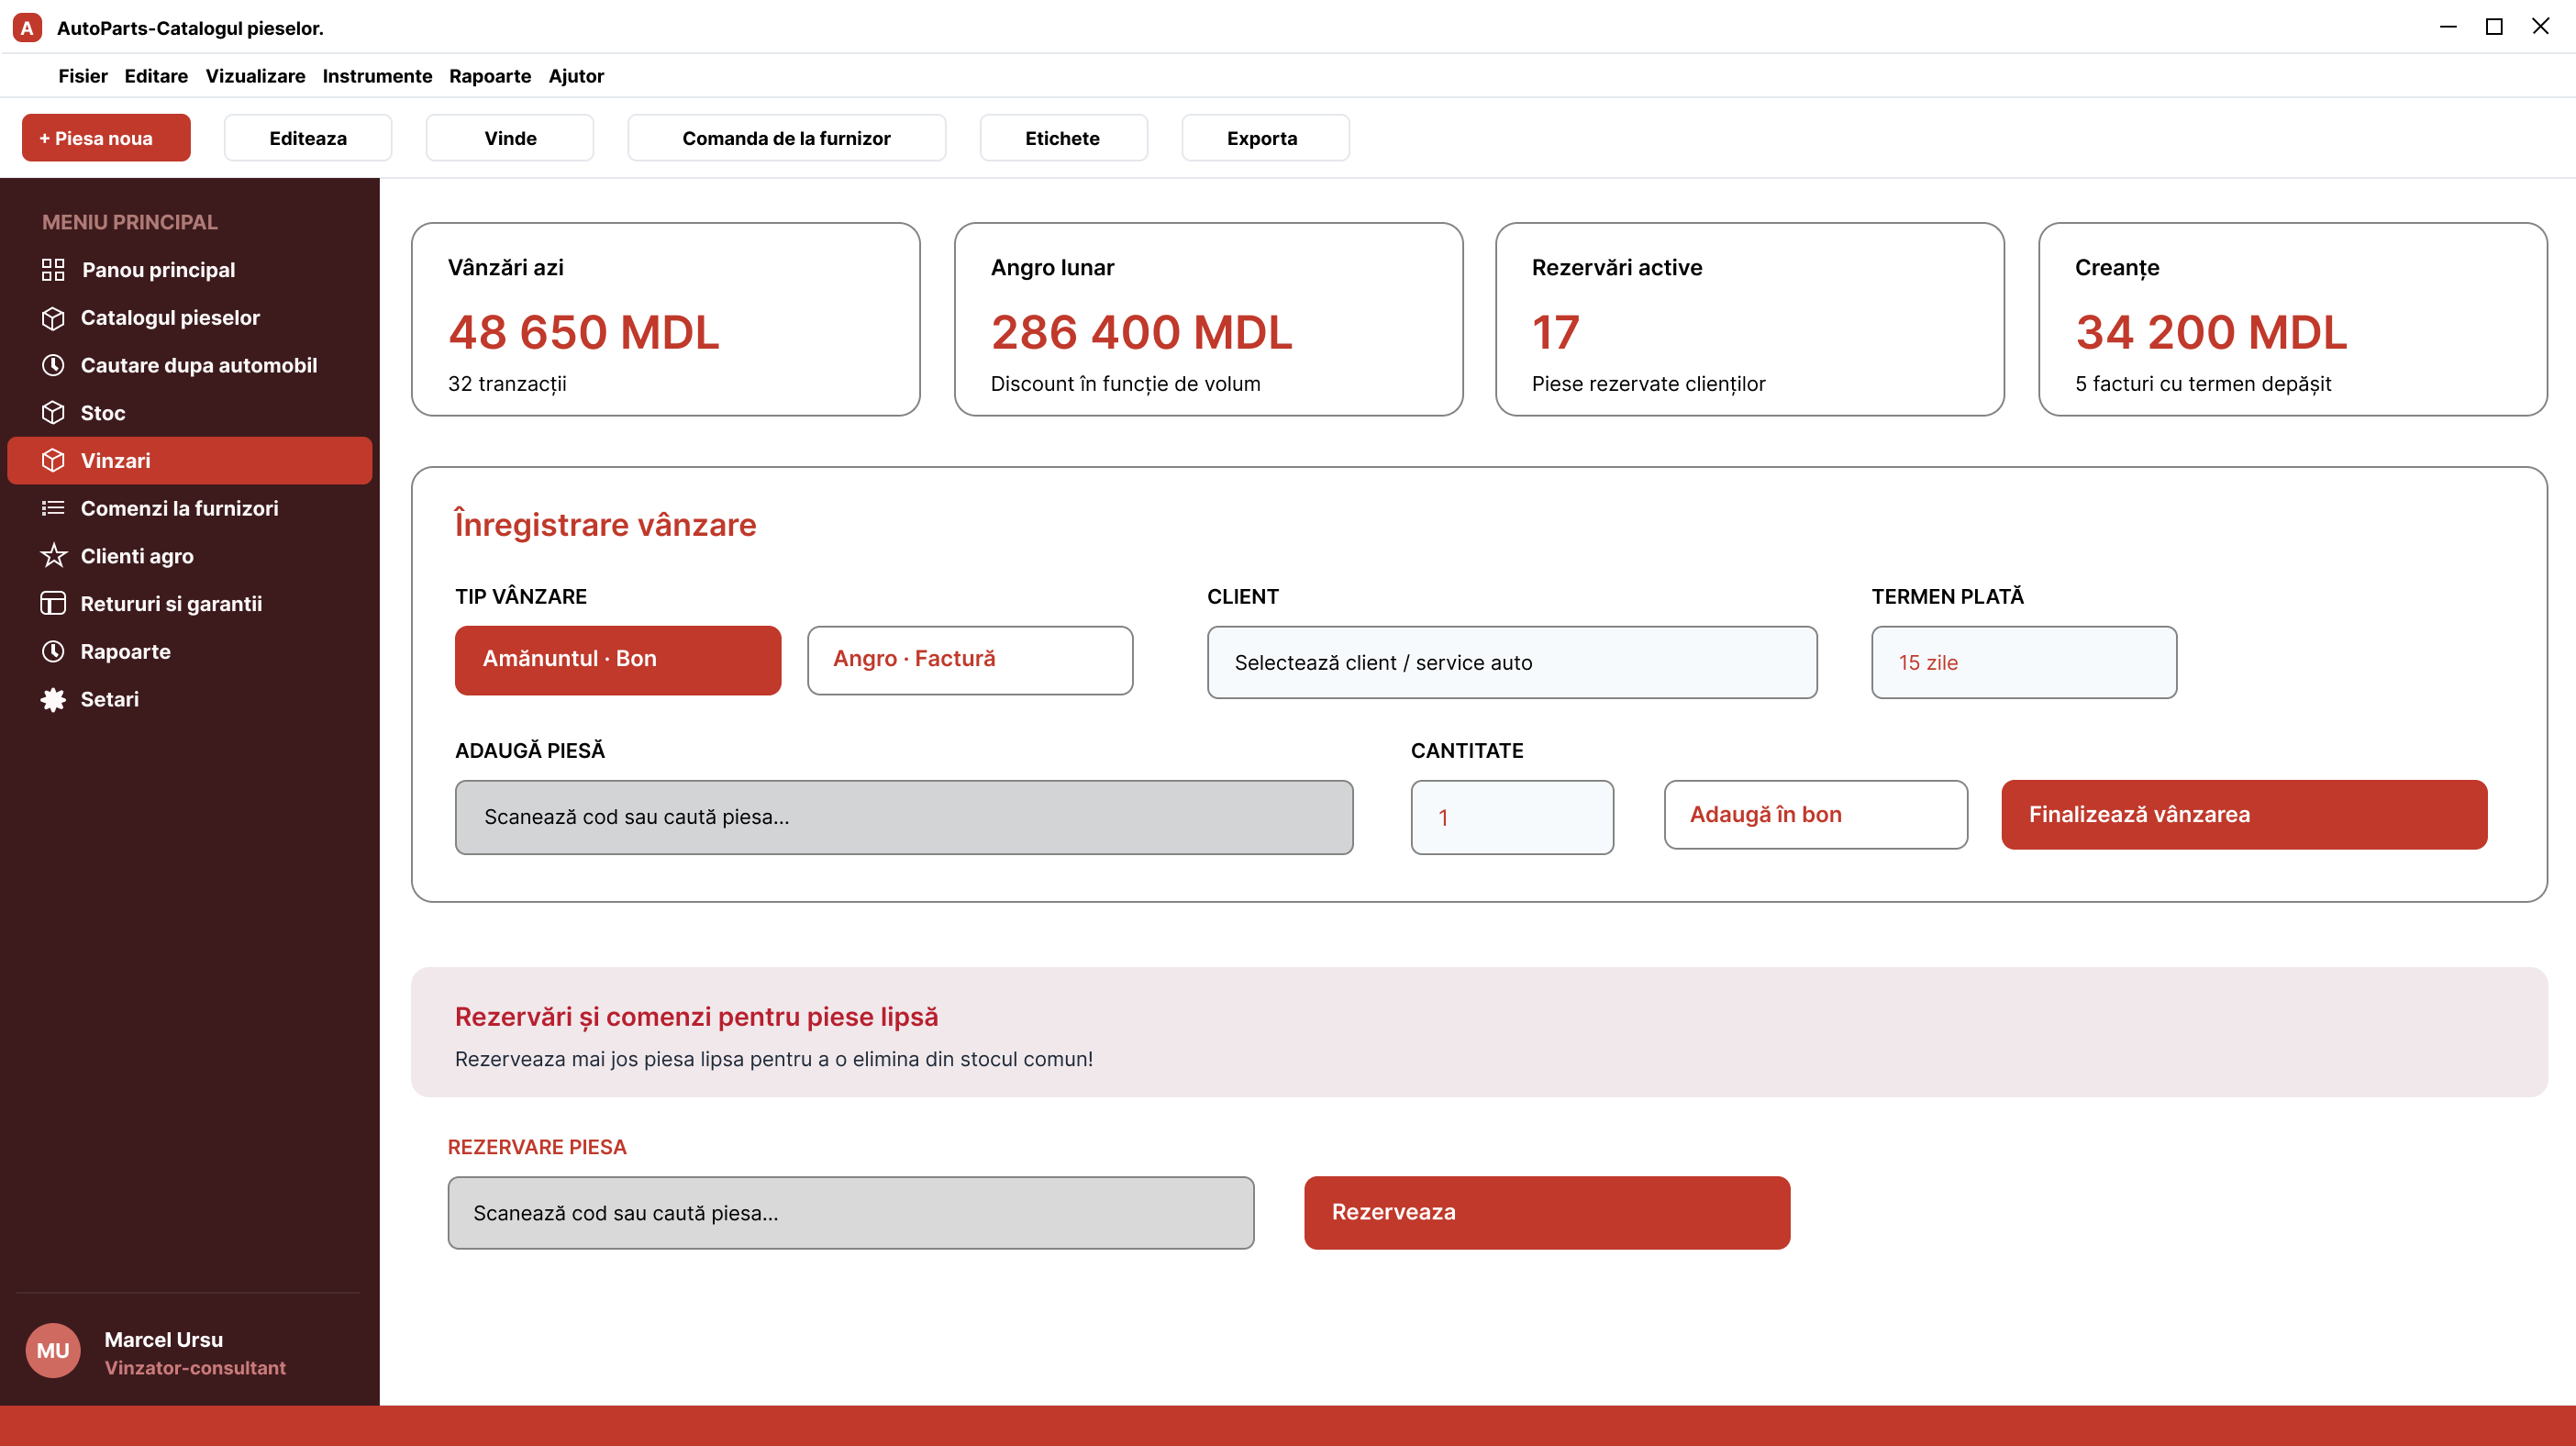 A AutoParts-Catalogul pieselor.
Fisier Editare Vizualizare Instrumente Rapoarte Ajutor
+ Piesa noua Editeaza Vinde Comanda de la furnizor Etichete Exporta
MENIU PRINCIPAL
Panou principal
Catalogul pieselor
Cautare dupa automobil
Stoc
Vinzari
Comenzi la furnizori
Clienti agro
Retururi si garantii
Rapoarte
Setari
MU
Marcel Ursu
Vinzator-consultant
Vânzări azi
48 650 MDL
32 tranzacții
Angro lunar
286 400 MDL
Discount în funcție de volum
Rezervări active
17
Piese rezervate clienților
Creanțe
34 200 MDL
5 facturi cu termen depășit
Înregistrare vânzare
TIP VÂNZARE CLIENT TERMEN PLATĂ
Amănuntul · Bon Angro · Factură Selectează client / service auto 15 zile
ADAUGĂ PIESĂ CANTITATE
Scanează cod sau caută piesa... 1 Adaugă în bon Finalizează vânzarea
Rezervări și comenzi pentru piese lipsă
Rezerveaza mai jos piesa lipsa pentru a o elimina din stocul comun!
REZERVARE PIESA
Scanează cod sau caută piesa... Rezerveaza